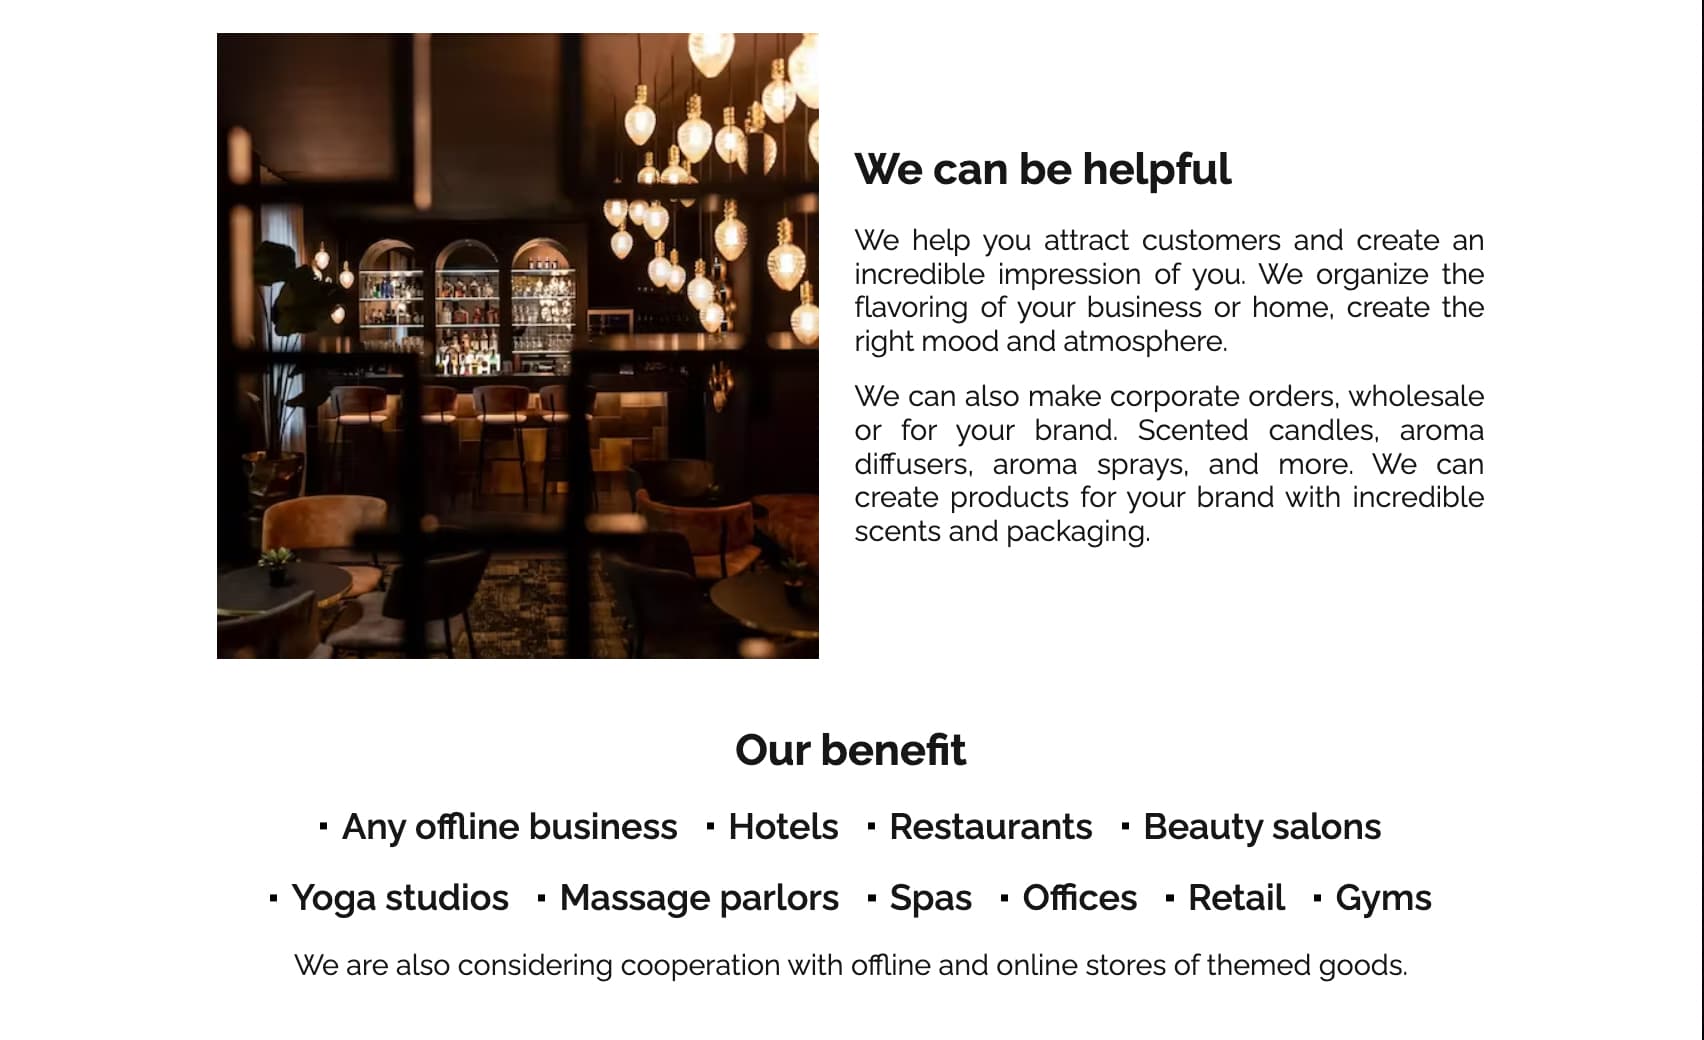 We can be helpful
We help you attract customers and create an
incredible impression of you. We organize the
flavoring of your business or home, create the
right mood and atmosphere.
We can also make corporate orders, wholesale
or for your brand. Scented candles, aroma
diffusers, aroma sprays, and more. We can
create products for your brand with incredible
scents and packaging.
Our benefit
▪ Any offline business ▪ Hotels ▪ Restaurants ▪ Beauty salons
▪ Yoga studios ▪ Massage parlors ▪ Spas ▪ Offices ▪ Retail ▪ Gyms
We are also considering cooperation with offline and online stores of themed goods.